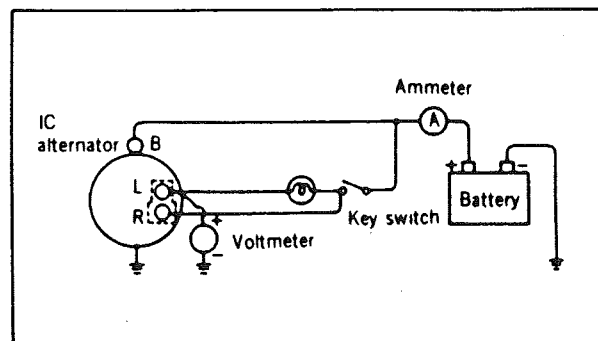 Ammeter
A
IC
alternator
B
L
R
+
-
Voltmeter
Key switch
+
-
Battery